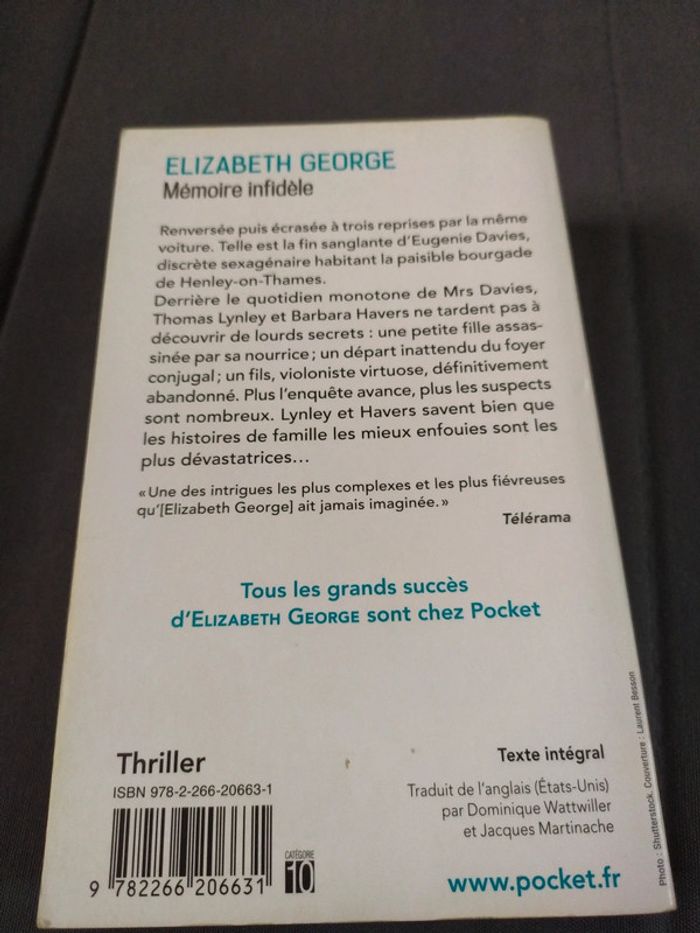 ELIZABETH GEORGE
Mémoire infidèle
Renversée puis écrasée à trois reprises par la même
voiture. Telle est la fin sanglante d'Eugenie Davies,
discrète sexagénaire habitant la paisible bourgade
de Henley-on-Thames.
Derrière le quotidien monotone de Mrs Davies,
Thomas Lynley et Barbara Havers ne tardent pas à
découvrir de lourds secrets : une petite fille assas-
sinée par sa nourrice ; un départ inattendu du foyer
conjugal ; un fils, violoniste virtuose, définitivement
abandonné. Plus l'enquête avance, plus les suspects
sont nombreux. Lynley et Havers savent bien que
les histoires de famille les mieux enfouies sont les
plus dévastatrices...
« Une des intrigues les plus complexes et les plus fiévreuses
qu'[Elizabeth George] ait jamais imaginée. »
Télérama
Tous les grands succès
d'ELIZABETH GEORGE sont chez Pocket
Thriller
ISBN 978-2-266-20663-1
9 782266 206631
CATÉGORIE
10
Texte intégral
Traduit de l'anglais (États-Unis)
par Dominique Wattwiller
et Jacques Martinache
www.pocket.fr
Photo : Shutterstock. Couverture : Laurent Besson